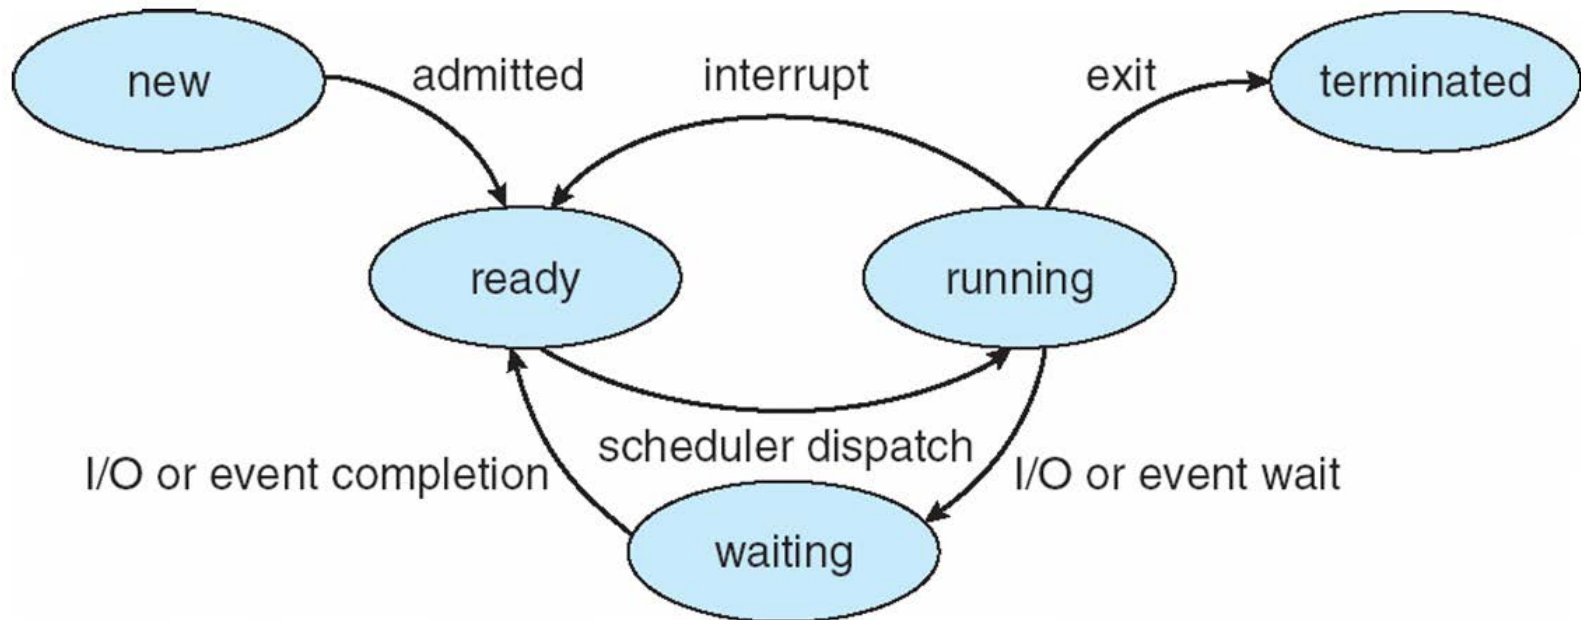 new
admitted
interrupt
exit
terminated
ready
running
scheduler dispatch
I/O or event completion
I/O or event wait
waiting